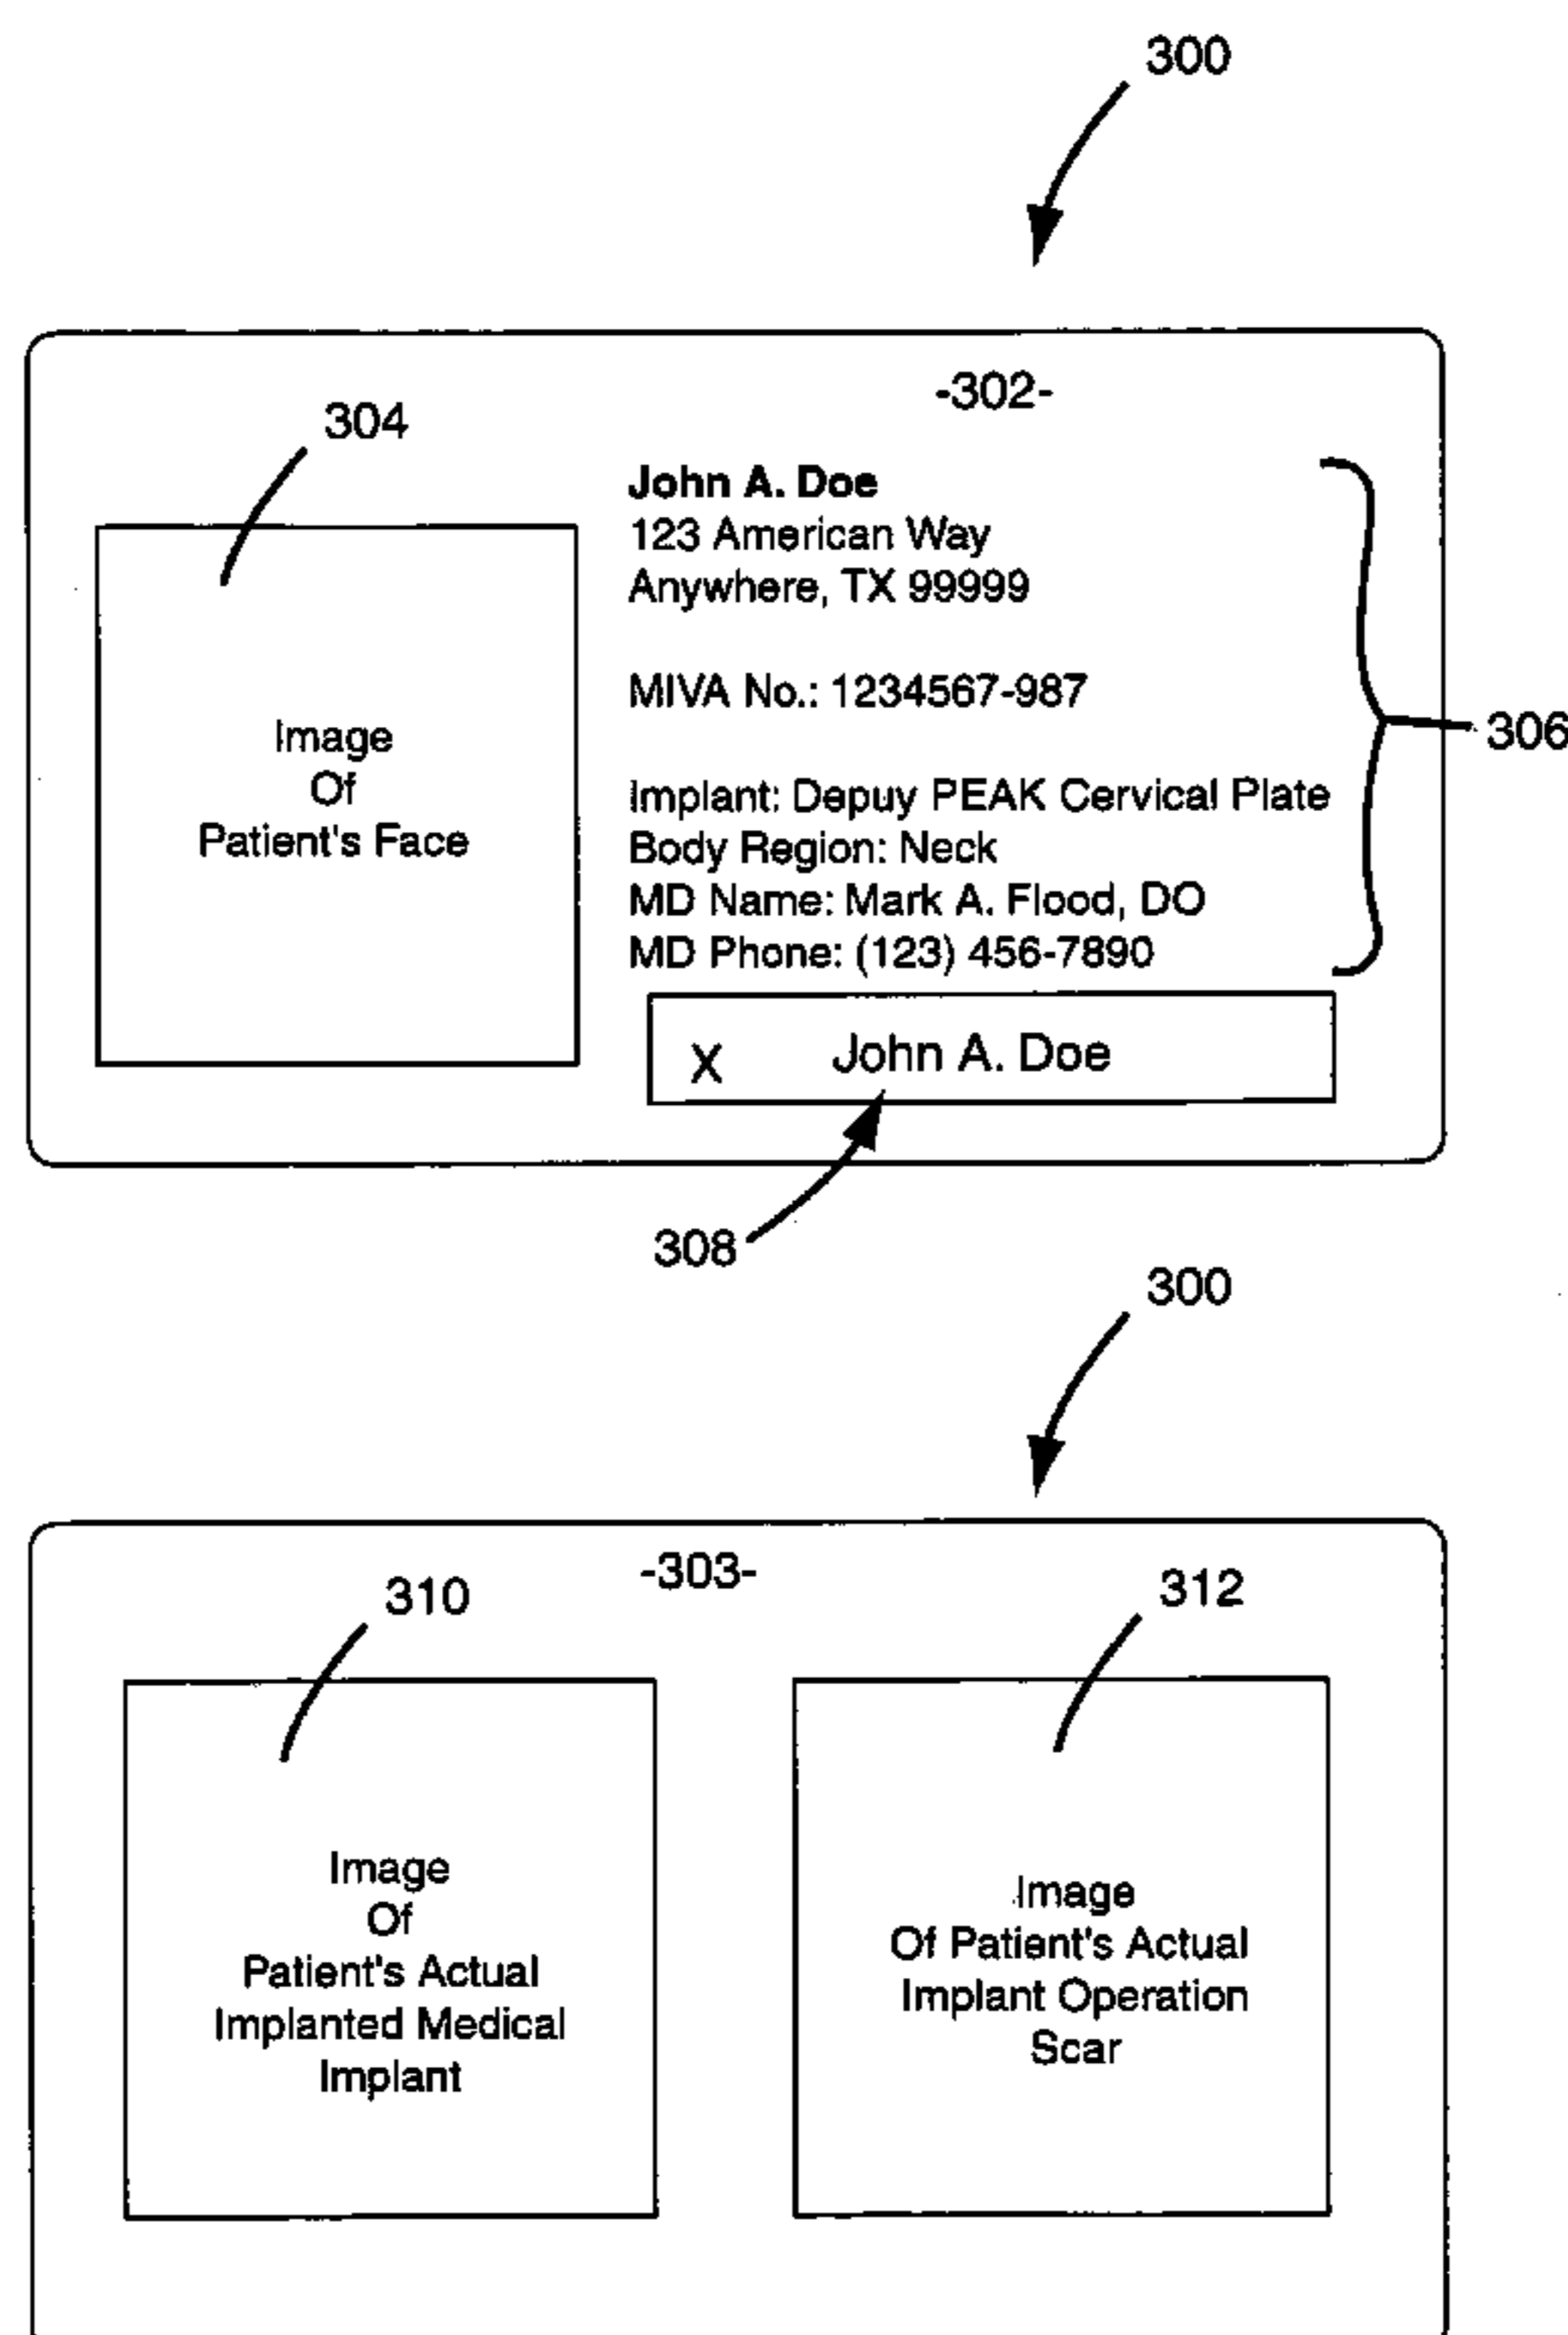 300
-302-
304
John A. Doe
123 American Way
Anywhere, TX 99999
MIVA No.: 1234567-987
306
Image
Of
Patient's Face
Implant: Depuy PEAK Cervical Plate
Body Region: Neck
MD Name: Mark A. Flood, DO
MD Phone: (123) 456-7890
X John A. Doe
308
300
-303-
310
312
Image
Of
Patient's Actual
Implanted Medical
Implant
Image
Of Patient's Actual
Implant Operation
Scar